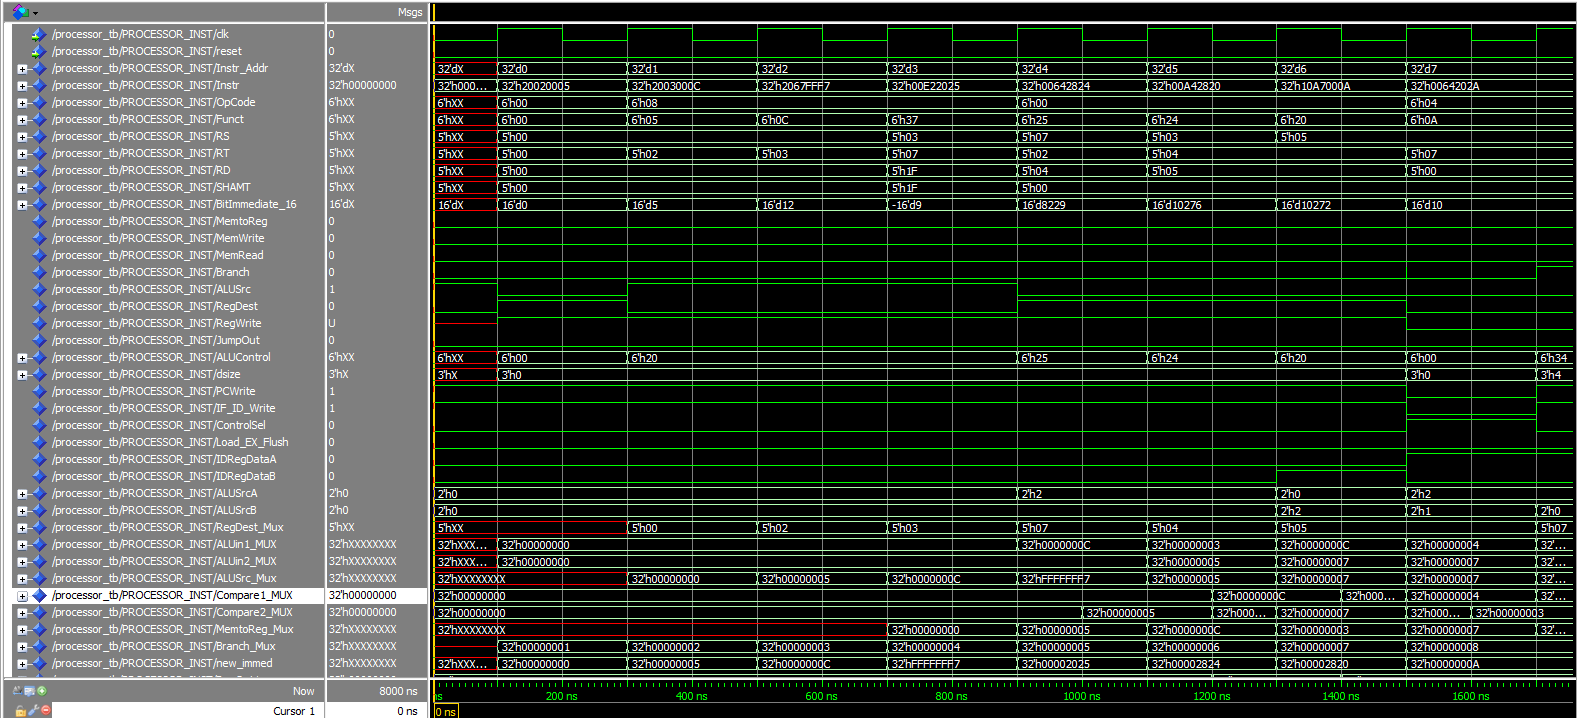 Msgs
/processor_tb/PROCESSOR_INST/clk 0
/processor_tb/PROCESSOR_INST/reset 0
/processor_tb/PROCESSOR_INST/Instr_Addr 32'dX 32'dX 32'd0 32'd1 32'd2 32'd3 32'd4 32'd5 32'd6 32'd7
/processor_tb/PROCESSOR_INST/Instr 32'h00000000 32'h000... 32'h20020005 32'h2003000C 32'h2067FFF7 32'h00E22025 32'h00642824 32'h00A42820 32'h10A7000A 32'h0064202A
/processor_tb/PROCESSOR_INST/OpCode 6'hXX 6'hXX 6'h00 6'h08 6'h00 6'h04
/processor_tb/PROCESSOR_INST/Funct 6'hXX 6'hXX 6'h00 6'h05 6'h0C 6'h37 6'h25 6'h24 6'h20 6'h0A
/processor_tb/PROCESSOR_INST/RS 5'hXX 5'hXX 5'h00 5'h03 5'h07 5'h03 5'h05
/processor_tb/PROCESSOR_INST/RT 5'hXX 5'hXX 5'h00 5'h02 5'h03 5'h07 5'h02 5'h04 5'h07
/processor_tb/PROCESSOR_INST/RD 5'hXX 5'hXX 5'h00 5'h1F 5'h04 5'h05 5'h00
/processor_tb/PROCESSOR_INST/SHAMT 5'hXX 5'hXX 5'h00 5'h1F 5'h00
/processor_tb/PROCESSOR_INST/BitImmediate_16 16'dX 16'dX 16'd0 16'd5 16'd12 -16'd9 16'd8229 16'd10276 16'd10272 16'd10
/processor_tb/PROCESSOR_INST/MemtoReg 0
/processor_tb/PROCESSOR_INST/MemWrite 0
/processor_tb/PROCESSOR_INST/MemRead 0
/processor_tb/PROCESSOR_INST/Branch 0
/processor_tb/PROCESSOR_INST/ALUSrc 1
/processor_tb/PROCESSOR_INST/RegDest 0
/processor_tb/PROCESSOR_INST/RegWrite U
/processor_tb/PROCESSOR_INST/JumpOut 0
/processor_tb/PROCESSOR_INST/ALUControl 6'hXX 6'hXX 6'h00 6'h20 6'h25 6'h24 6'h20 6'h00 6'h34
/processor_tb/PROCESSOR_INST/dsize 3'hX 3'hX 3'h0 3'h0 3'h4
/processor_tb/PROCESSOR_INST/PCWrite 1
/processor_tb/PROCESSOR_INST/IF_ID_Write 1
/processor_tb/PROCESSOR_INST/ControlSel 0
/processor_tb/PROCESSOR_INST/Load_EX_Flush 0
/processor_tb/PROCESSOR_INST/IDRegDataA 0
/processor_tb/PROCESSOR_INST/IDRegDataB 0
/processor_tb/PROCESSOR_INST/ALUSrcA 2'h0 2'h0 2'h2 2'h0 2'h2
/processor_tb/PROCESSOR_INST/ALUSrcB 2'h0 2'h0 2'h2 2'h1 2'h0
/processor_tb/PROCESSOR_INST/RegDest_Mux 5'hXX 5'hXX 5'h00 5'h02 5'h03 5'h07 5'h04 5'h05 5'h07
/processor_tb/PROCESSOR_INST/ALUin1_MUX 32'hXXXXXXXX 32'hXXX... 32'h00000000 32'h0000000C 32'h00000003 32'h0000000C 32'h00000004 32'...
/processor_tb/PROCESSOR_INST/ALUin2_MUX 32'hXXXXXXXX 32'hXXX... 32'h00000000 32'h00000005 32'h00000007 32'h00000007 32'...
/processor_tb/PROCESSOR_INST/ALUSrc_Mux 32'hXXXXXXXX 32'hXXXXXXXX 32'h00000000 32'h00000005 32'h0000000C 32'hFFFFFFF7 32'h00000005 32'h00000007 32'h00000007 32'...
/processor_tb/PROCESSOR_INST/Compare1_MUX 32'h00000000 32'h00000000 32'h0000000C 32'h000... 32'h00000004 32'...
/processor_tb/PROCESSOR_INST/Compare2_MUX 32'h00000000 32'h00000000 32'h00000005 32'h000... 32'h00000007 32'h000... 32'h00000003
/processor_tb/PROCESSOR_INST/MemtoReg_Mux 32'hXXXXXXXX 32'hXXXXXXXX 32'h00000000 32'h00000005 32'h0000000C 32'h00000003 32'h00000007 32'...
/processor_tb/PROCESSOR_INST/Branch_Mux 32'hXXXXXXXX 32'h00000001 32'h00000002 32'h00000003 32'h00000004 32'h00000005 32'h00000006 32'h00000007 32'h00000008
/processor_tb/PROCESSOR_INST/new_immed 32'hXXXXXXXX 32'hXXX... 32'h00000000 32'h00000005 32'h0000000C 32'hFFFFFFF7 32'h00002025 32'h00002824 32'h00002820 32'h0000000A
Now 8000 ns ns 200 ns 400 ns 600 ns 800 ns 1000 ns 1200 ns 1400 ns 1600 ns
Cursor 1 0 ns 0 ns